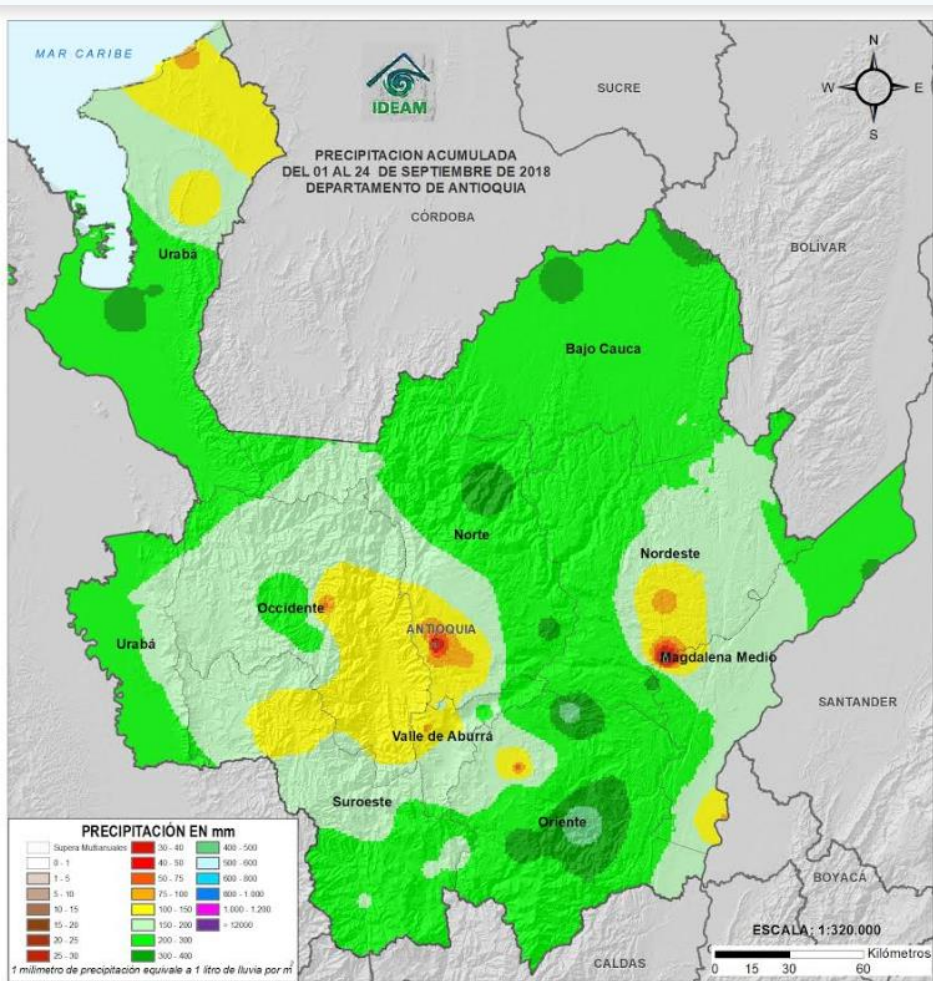 MAR CARIBE
IDEAM
N
W E
S
SUCRE
PRECIPITACION ACUMULADA
DEL 01 AL 24 DE SEPTIEMBRE DE 2018
DEPARTAMENTO DE ANTIOQUIA
CÓRDOBA
BOLÍVAR
Urabá
Bajo Cauca
Norte
Nordeste
Occidente
ANTIOQUIA
Urabá
Magdalena Medio
SANTANDER
Valle de Aburrá
Suroeste
Oriente
BOYACÁ
CALDAS
PRECIPITACIÓN EN mm
Supera Multianuales 30 - 40 400 - 500
0 - 1 40 - 50 500 - 600
1 - 5 50 - 75 600 - 800
5 - 10 75 - 100 800 - 1.000
10 - 15 100 - 150 1.000 - 1.200
15 - 20 150 - 200 > 12000
20 - 25 200 - 300
25 - 30 300 - 400
1 milimetro de precipitación equivale a 1 litro de lluvia por m²
ESCALA: 1:320.000
Kilómetros
0 15 30 60